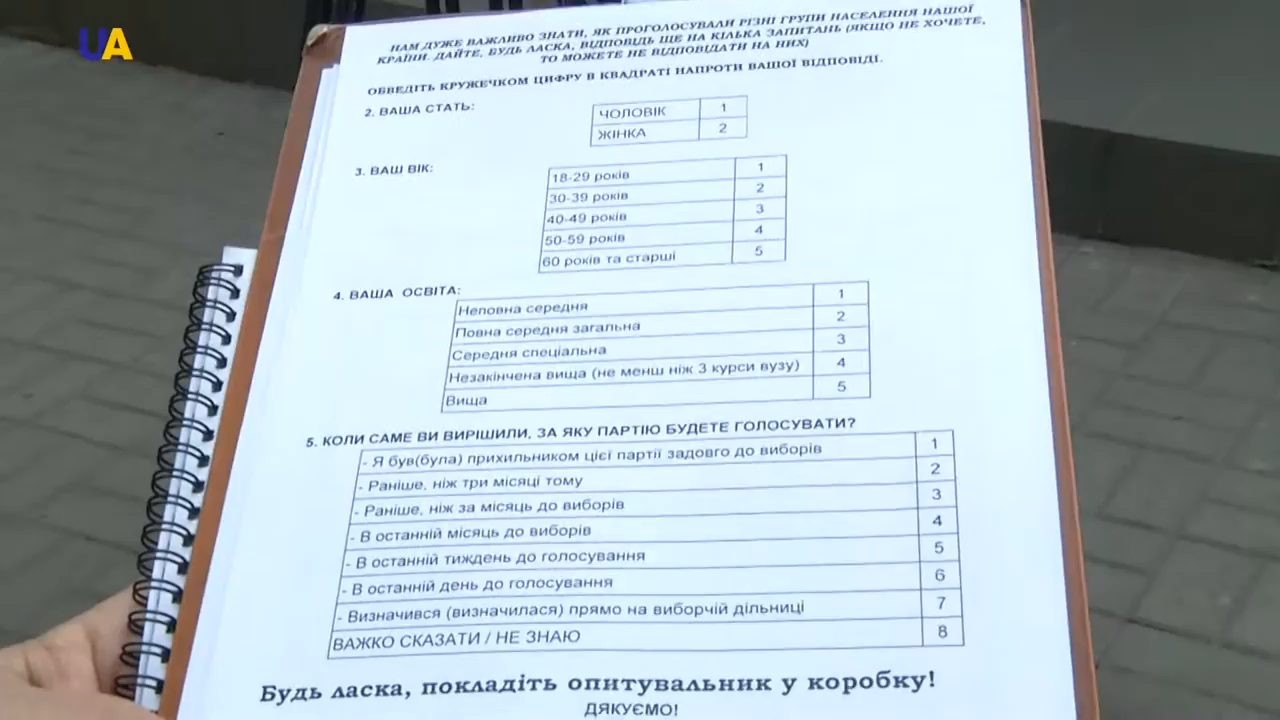 UA
НАМ ДУЖЕ ВАЖЛИВО ЗНАТИ, ЯК ПРОГОЛОСУВАЛИ РІЗНІ ГРУПИ НАСЕЛЕННЯ НАШОЇ
КРАЇНИ. ДАЙТЕ, БУДЬ ЛАСКА, ВІДПОВІДЬ ЩЕ НА КІЛЬКА ЗАПИТАНЬ (ЯКЩО НЕ ХОЧЕТЕ,
ТО МОЖЕТЕ НЕ ВІДПОВІДАТИ НА НИХ)
ОБВЕДІТЬ КРУЖЕЧКОМ ЦИФРУ В КВАДРАТІ НАПРОТИ ВАШОЇ ВІДПОВІДІ.
2. ВАША СТАТЬ:
ЧОЛОВІК 1
ЖІНКА 2
3. ВАШ ВІК:
18-29 років 1
30-39 років 2
40-49 років 3
50-59 років 4
60 років та старші 5
4. ВАША ОСВІТА:
Неповна середня 1
Повна середня загальна 2
Середня спеціальна 3
Незакінчена вища (не менш ніж 3 курси вузу) 4
Вища 5
5. КОЛИ САМЕ ВИ ВИРІШИЛИ, ЗА ЯКУ ПАРТІЮ БУДЕТЕ ГОЛОСУВАТИ?
- Я був(була) прихильником цієї партії задовго до виборів 1
- Раніше, ніж три місяці тому 2
- Раніше, ніж за місяць до виборів 3
- В останній місяць до виборів 4
- В останній тиждень до голосування 5
- В останній день до голосування 6
- Визначився (визначилася) прямо на виборчій дільниці 7
ВАЖКО СКАЗАТИ / НЕ ЗНАЮ 8
Будь ласка, покладіть опитувальник у коробку!
ДЯКУЄМО!